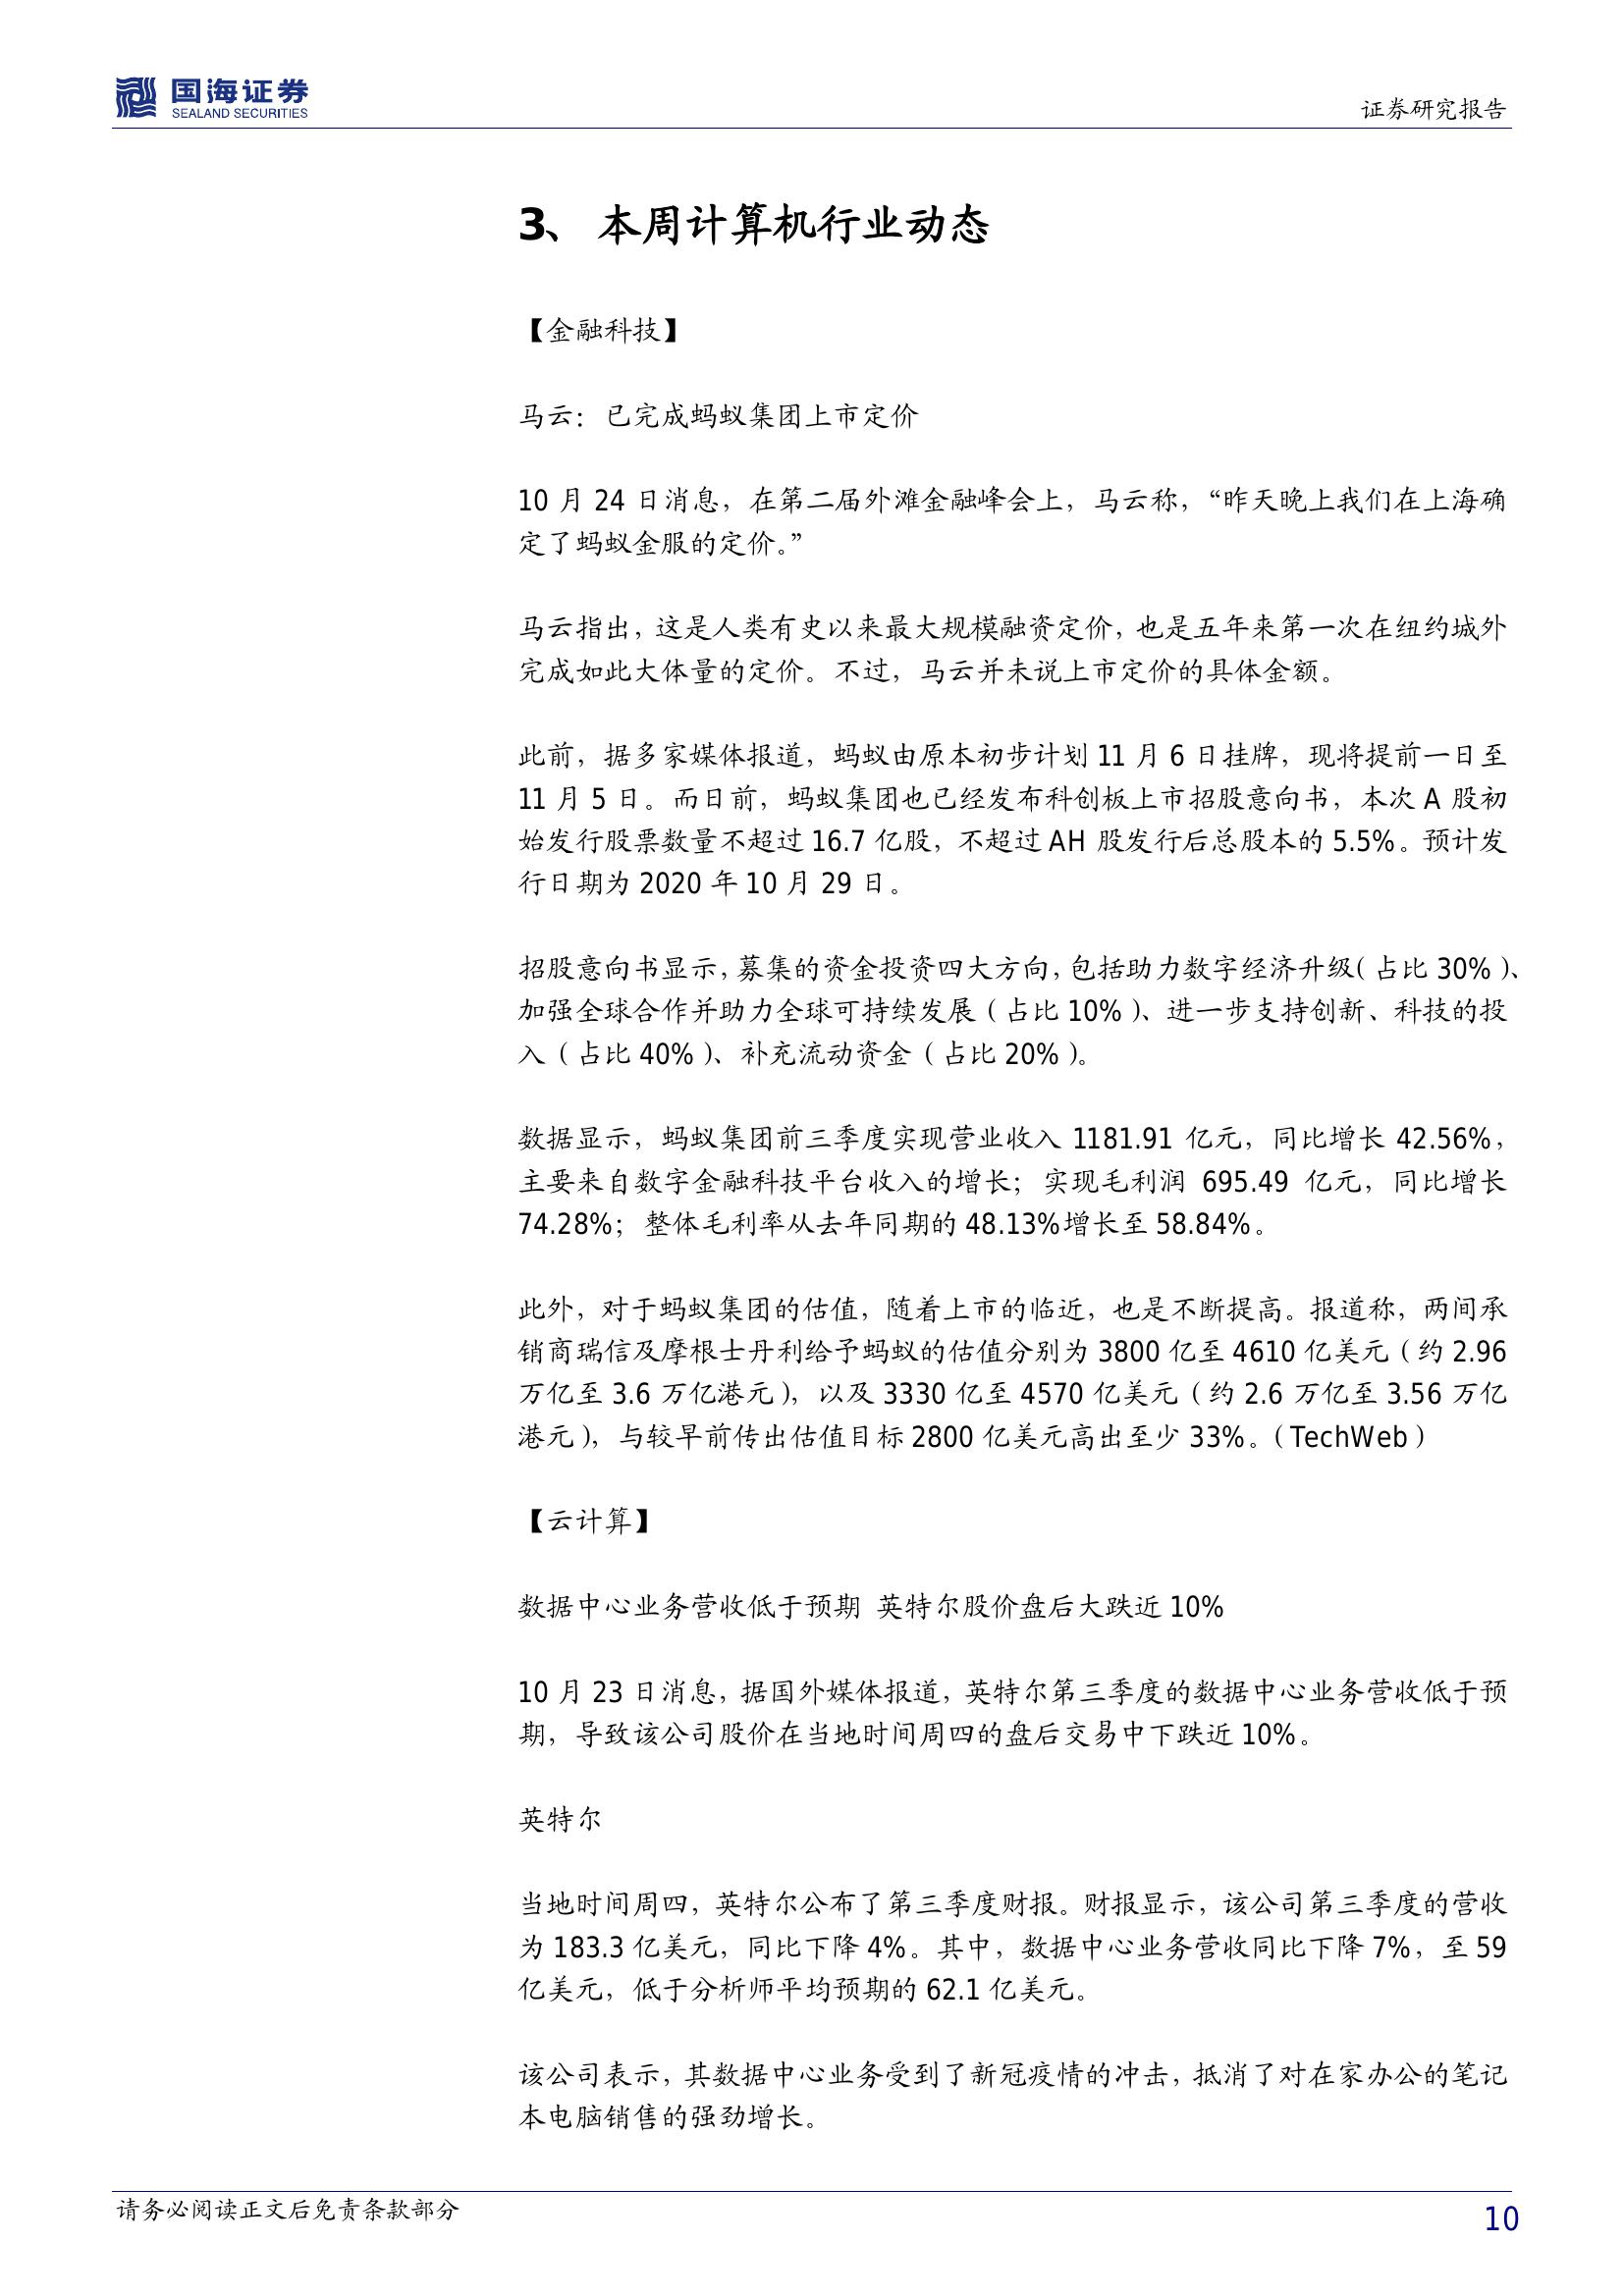 国海证券
SEALAND SECURITIES
证券研究报告
3、 本周计算机行业动态
【金融科技】
马云：已完成蚂蚁集团上市定价
10 月 24 日消息，在第二届外滩金融峰会上，马云称，“昨天晚上我们在上海确
定了蚂蚁金服的定价。”
马云指出，这是人类有史以来最大规模融资定价，也是五年来第一次在纽约城外
完成如此大体量的定价。不过，马云并未说上市定价的具体金额。
此前，据多家媒体报道，蚂蚁由原本初步计划 11 月 6 日挂牌，现将提前一日至
11 月 5 日。而日前，蚂蚁集团也已经发布科创板上市招股意向书，本次 A 股初
始发行股票数量不超过 16.7 亿股，不超过 AH 股发行后总股本的 5.5%。预计发
行日期为 2020 年 10 月 29 日。
招股意向书显示，募集的资金投资四大方向，包括助力数字经济升级（占比 30%）、
加强全球合作并助力全球可持续发展（占比 10%）、进一步支持创新、科技的投
入（占比 40%）、补充流动资金（占比 20%）。
数据显示，蚂蚁集团前三季度实现营业收入 1181.91 亿元，同比增长 42.56%，
主要来自数字金融科技平台收入的增长；实现毛利润 695.49 亿元，同比增长
74.28%；整体毛利率从去年同期的 48.13%增长至 58.84%。
此外，对于蚂蚁集团的估值，随着上市的临近，也是不断提高。报道称，两间承
销商瑞信及摩根士丹利给予蚂蚁的估值分别为 3800 亿至 4610 亿美元（约 2.96
万亿至 3.6 万亿港元），以及 3330 亿至 4570 亿美元（约 2.6 万亿至 3.56 万亿
港元），与较早前传出估值目标 2800 亿美元高出至少 33%。（TechWeb）
【云计算】
数据中心业务营收低于预期 英特尔股价盘后大跌近 10%
10 月 23 日消息，据国外媒体报道，英特尔第三季度的数据中心业务营收低于预
期，导致该公司股价在当地时间周四的盘后交易中下跌近 10%。
英特尔
当地时间周四，英特尔公布了第三季度财报。财报显示，该公司第三季度的营收
为 183.3 亿美元，同比下降 4%。其中，数据中心业务营收同比下降 7%，至 59
亿美元，低于分析师平均预期的 62.1 亿美元。
该公司表示，其数据中心业务受到了新冠疫情的冲击，抵消了对在家办公的笔记
本电脑销售的强劲增长。
请务必阅读正文后免责条款部分
10